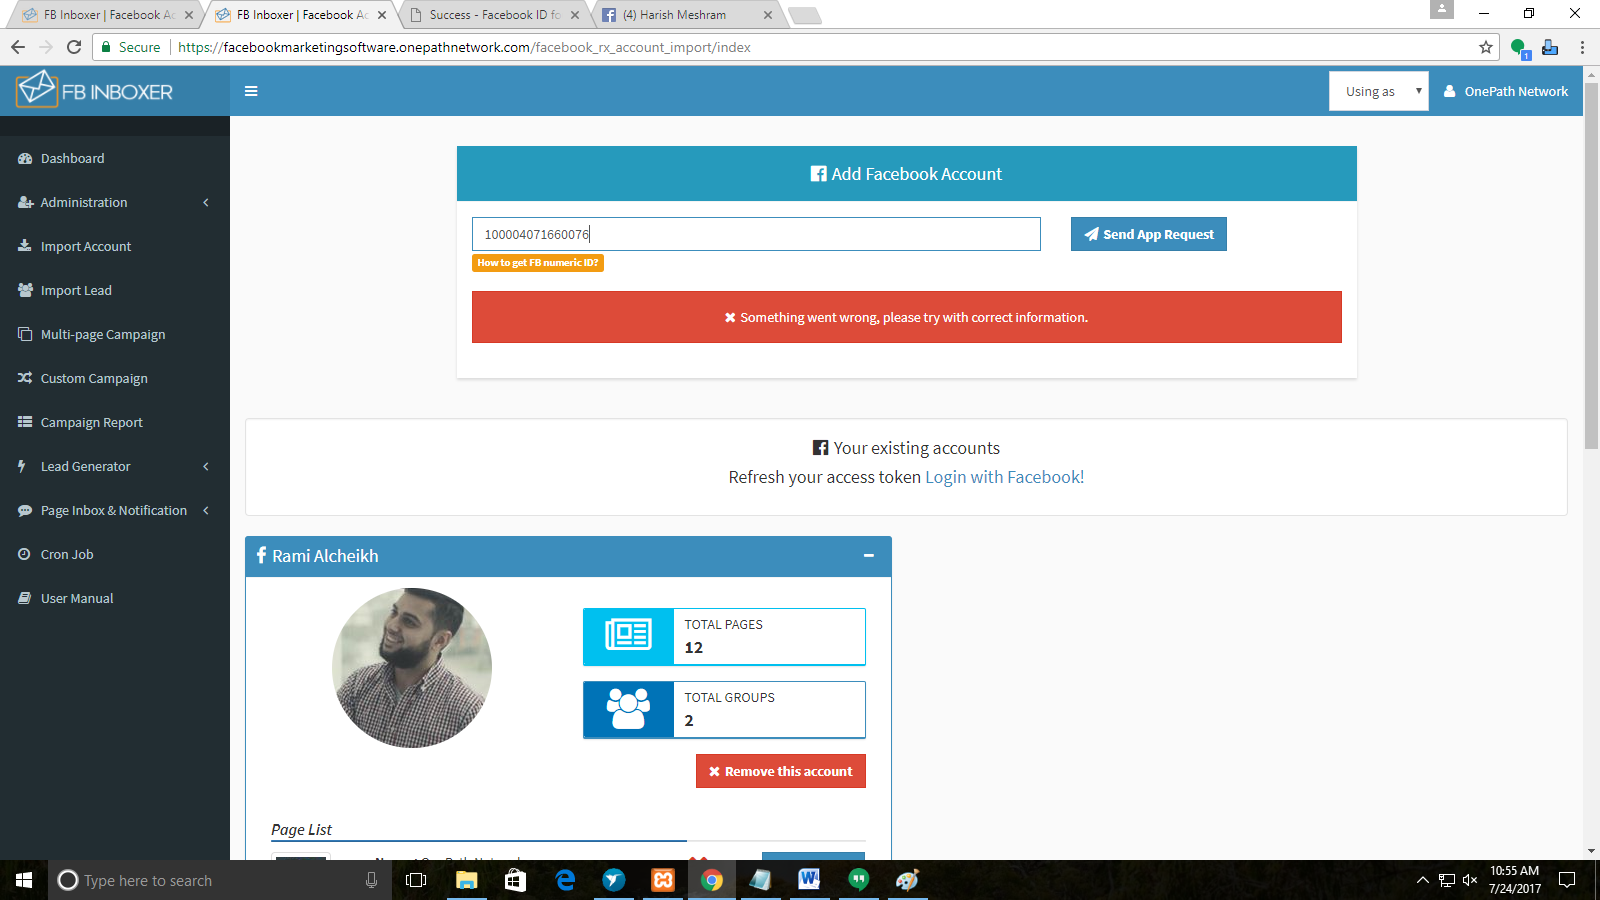 FB Inboxer | Facebook Ac
FB Inboxer | Facebook Ac
Success - Facebook ID fo
(4) Harish Meshram
Secure
https://facebookmarketingsoftware.onepathnetwork.com/facebook_rx_account_import/index
1
FB INBOXER
Using as
OnePath Network
Dashboard
Administration
Import Account
Import Lead
Multi-page Campaign
Custom Campaign
Campaign Report
Lead Generator
Page Inbox & Notification
Cron Job
User Manual
Add Facebook Account
100004071660076
Send App Request
How to get FB numeric ID?
Something went wrong, please try with correct information.
Your existing accounts
Refresh your access token Login with Facebook!
Rami Alcheikh
TOTAL PAGES
12
TOTAL GROUPS
2
Remove this account
Page List
Type here to search
10:55 AM
7/24/2017